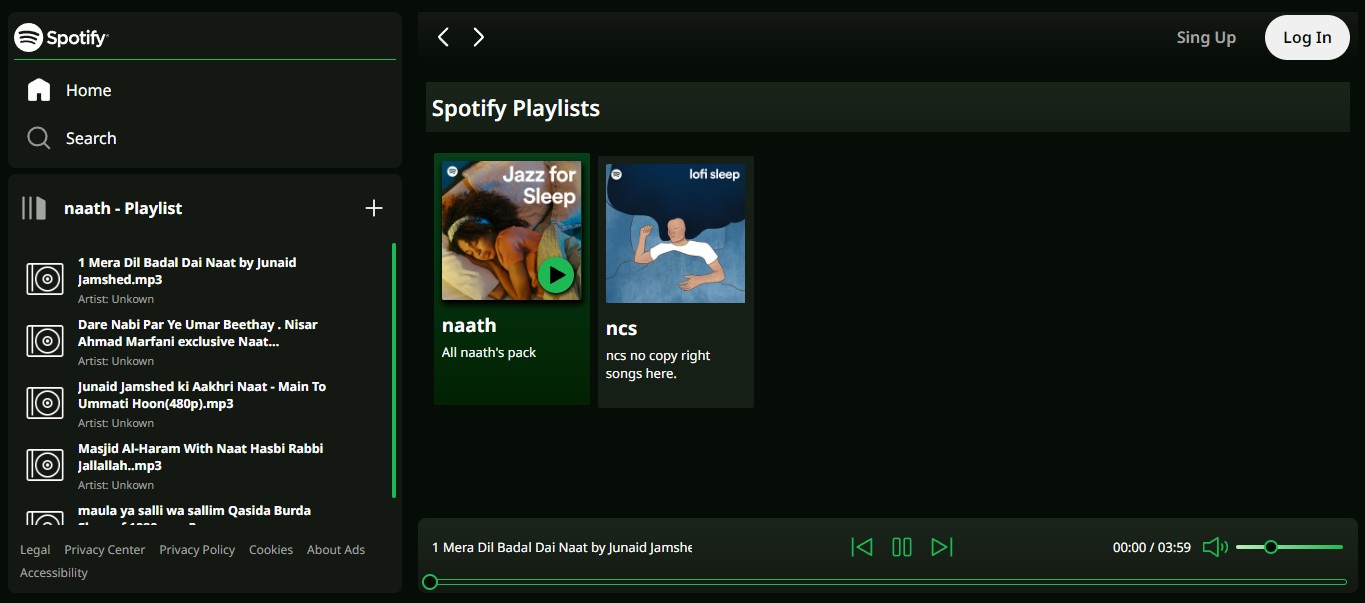 Spotify
Home
Search
naath - Playlist
1 Mera Dil Badal Dai Naat by Junaid
Jamshed.mp3
Artist: Unkown
Dare Nabi Par Ye Umar Beethay . Nisar
Ahmad Marfani exclusive Naat...
Artist: Unkown
Junaid Jamshed ki Aakhri Naat - Main To
Ummati Hoon(480p).mp3
Artist: Unkown
Masjid Al-Haram With Naat Hasbi Rabbi
Jallallah..mp3
Artist: Unkown
maula ya salli wa sallim Qasida Burda
Legal Privacy Center Privacy Policy Cookies About Ads
Accessibility
Sing Up
Log In
Spotify Playlists
Jazz for
Sleep
naath
All naath's pack
lofi sleep
ncs
ncs no copy right
songs here.
1 Mera Dil Badal Dai Naat by Junaid Jamshe
00:00 / 03:59